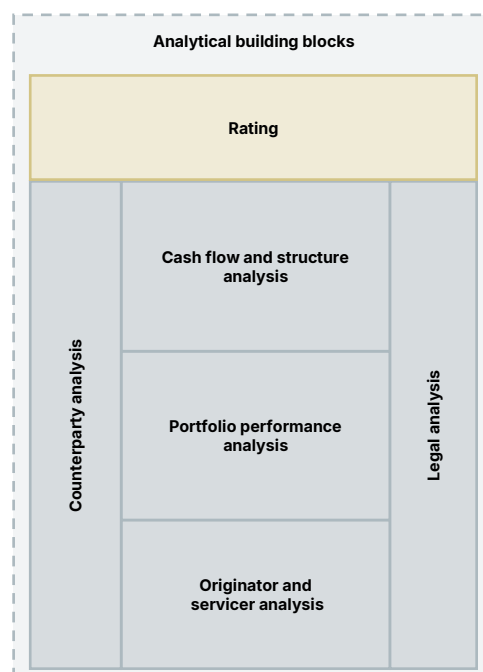 Analytical building blocks
Rating
Cash flow and structure
analysis
Counterparty analysis
Portfolio performance
analysis
Legal analysis
Originator and
servicer analysis